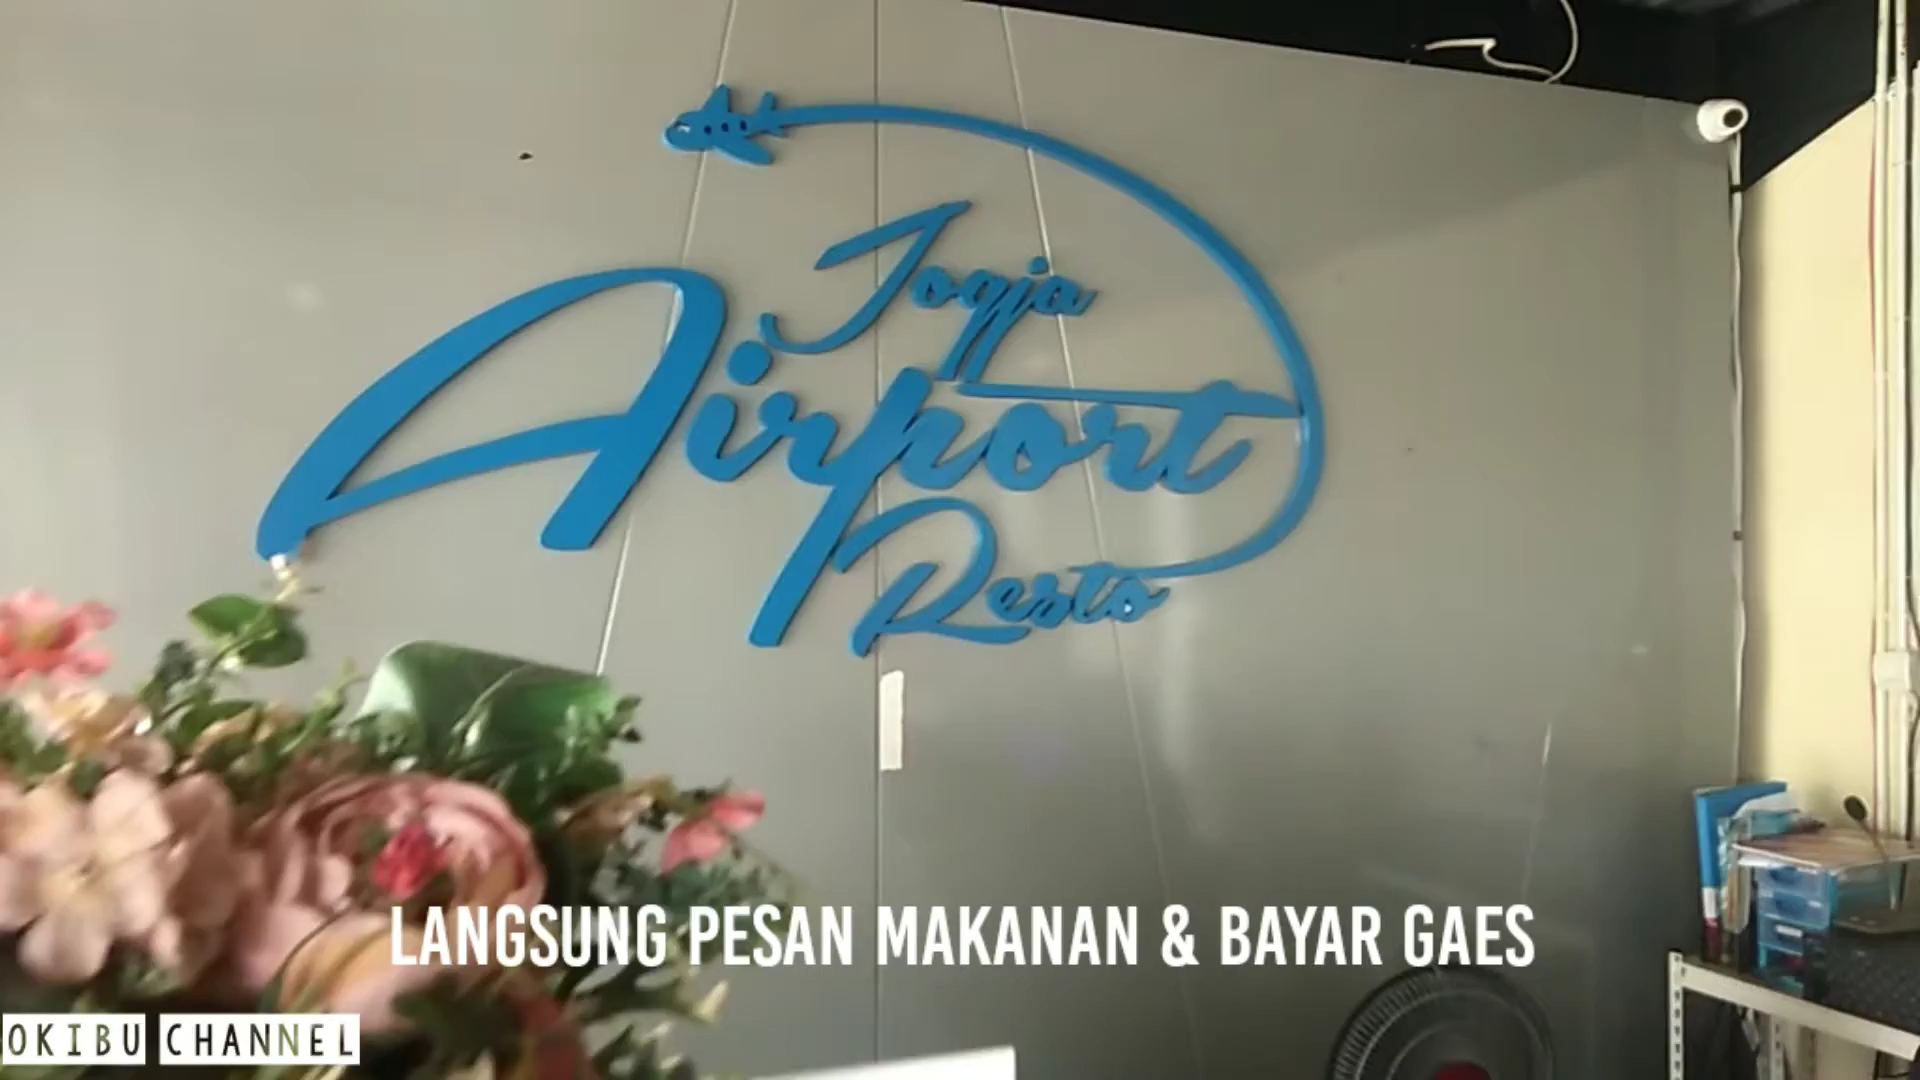 Jogja
Airport
Resto
LANGSUNG PESAN MAKANAN & BAYAR GAES
OKIBU CHANNEL